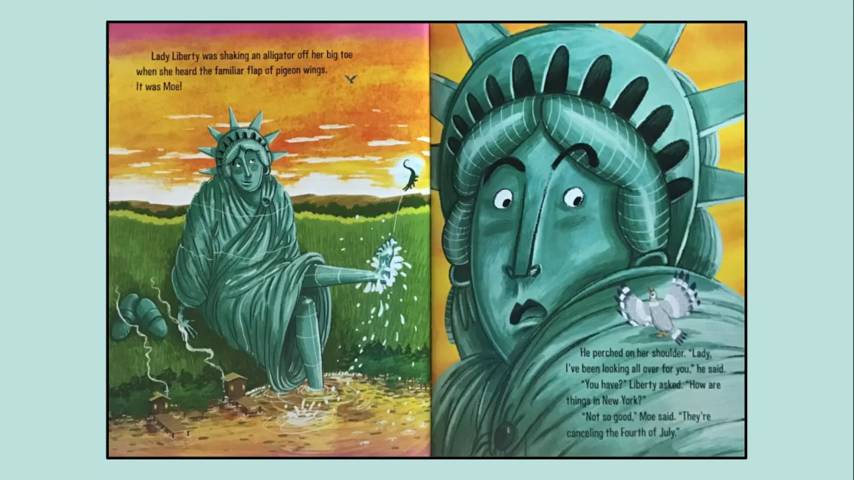 Lady Liberty was shaking an alligator off her big toe
when she heard the familiar flap of pigeon wings.
It was Moe!
He perched on her shoulder. "Lady,
I've been looking all over for you," he said.
"You have?" Liberty asked. "How are
things in New York?"
"Not so good," Moe said. "They're
canceling the Fourth of July."